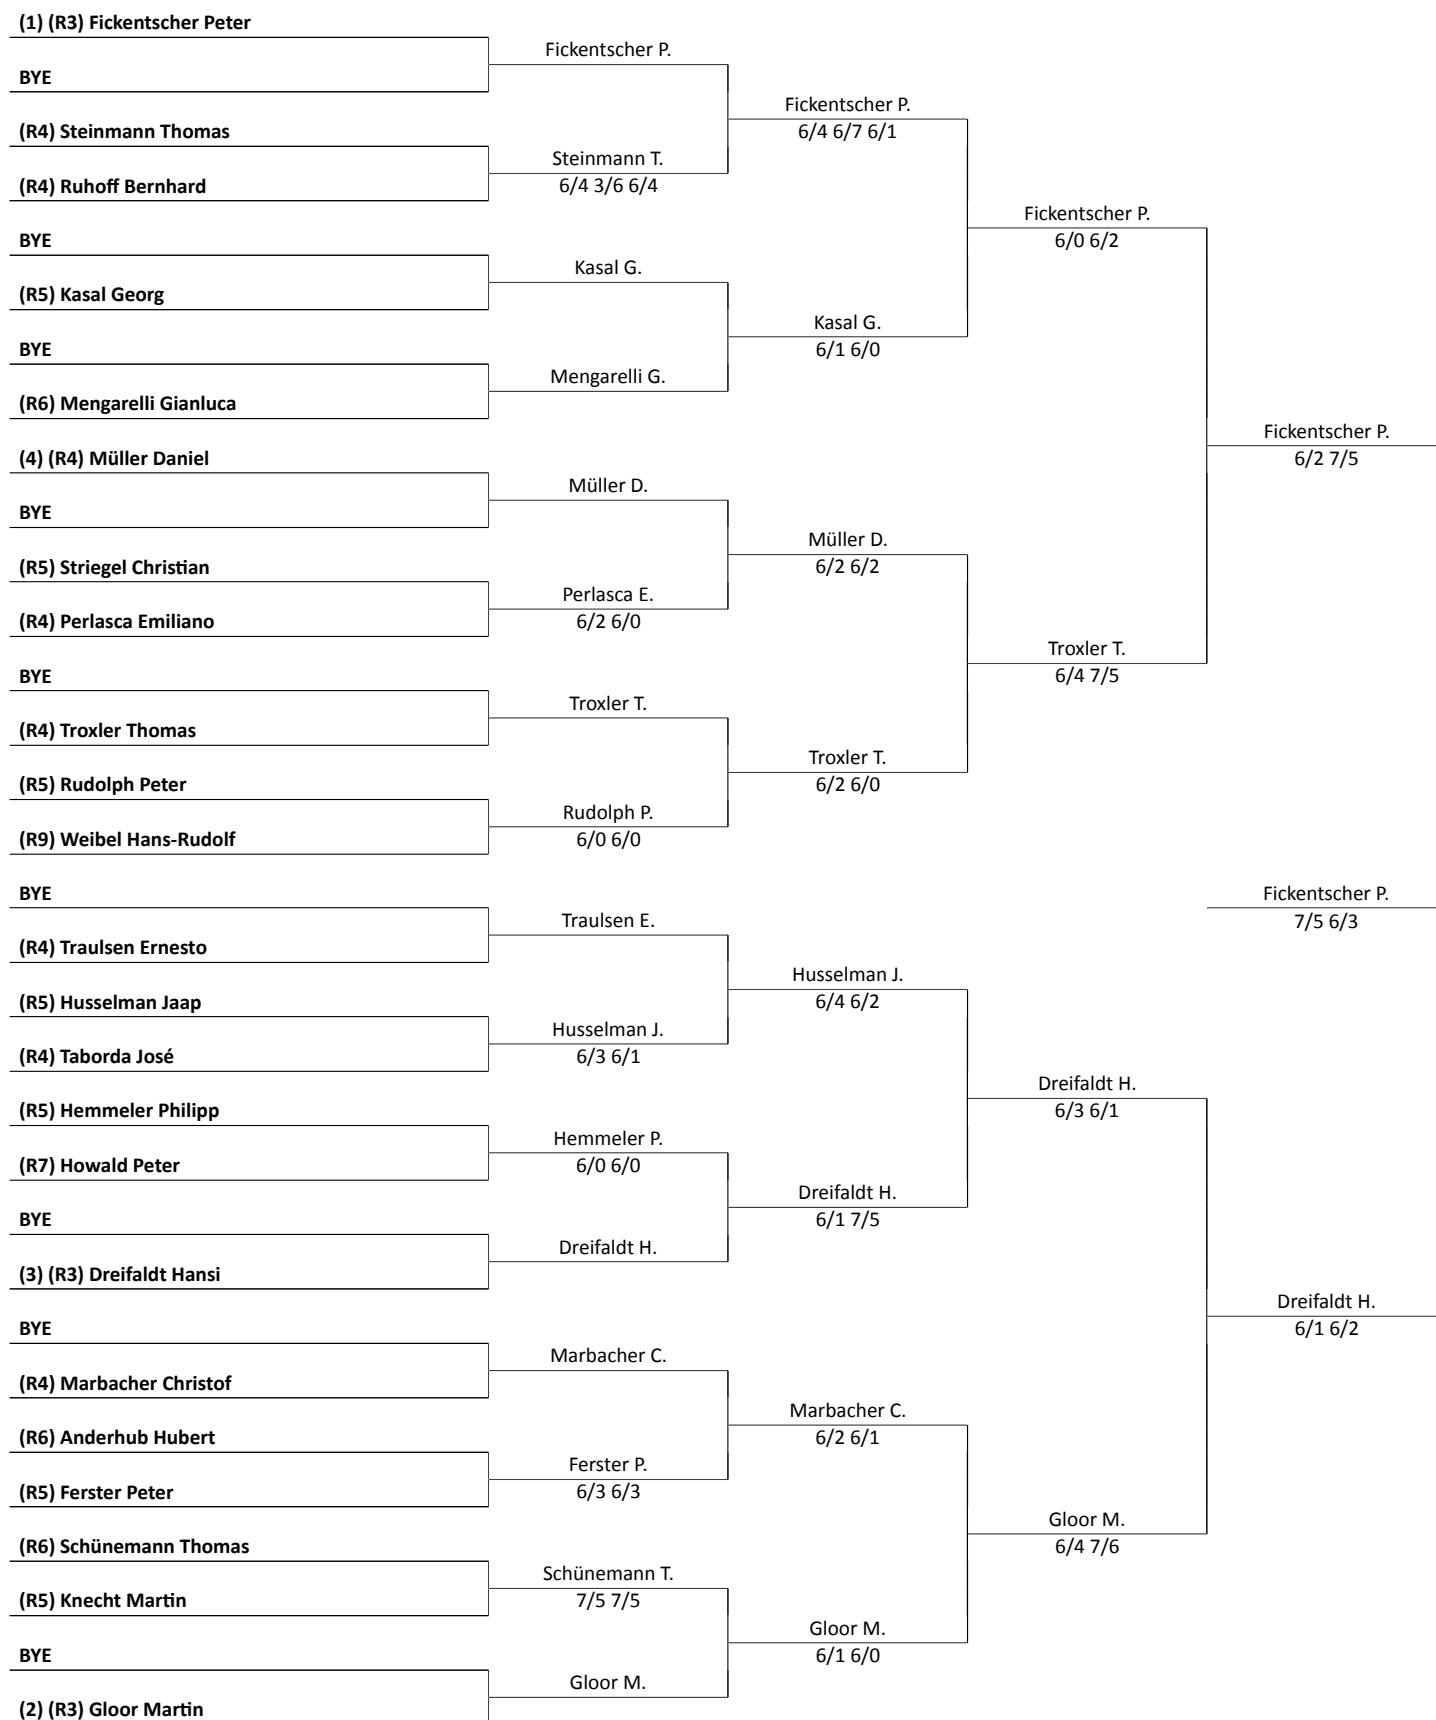 (1) (R3) Fickentscher Peter
Fickentscher P.
BYE
Fickentscher P.
6/4 6/7 6/1
(R4) Steinmann Thomas
Steinmann T.
6/4 3/6 6/4
(R4) Ruhoff Bernhard
Fickentscher P.
6/0 6/2
BYE
Kasal G.
(R5) Kasal Georg
Kasal G.
6/1 6/0
BYE
Mengarelli G.
(R6) Mengarelli Gianluca
Fickentscher P.
6/2 7/5
(4) (R4) Müller Daniel
Müller D.
BYE
Müller D.
6/2 6/2
(R5) Striegel Christian
Perlasca E.
6/2 6/0
(R4) Perlasca Emiliano
Troxler T.
6/4 7/5
BYE
Troxler T.
(R4) Troxler Thomas
Troxler T.
6/2 6/0
(R5) Rudolph Peter
Rudolph P.
6/0 6/0
(R9) Weibel Hans-Rudolf
BYE
Fickentscher P.
7/5 6/3
Traulsen E.
(R4) Traulsen Ernesto
Husselman J.
6/4 6/2
(R5) Husselman Jaap
Husselman J.
6/3 6/1
(R4) Taborda José
Dreifaldt H.
6/3 6/1
(R5) Hemmeler Philipp
Hemmeler P.
6/0 6/0
(R7) Howald Peter
Dreifaldt H.
6/1 7/5
BYE
Dreifaldt H.
(3) (R3) Dreifaldt Hansi
Dreifaldt H.
6/1 6/2
BYE
Marbacher C.
(R4) Marbacher Christof
Marbacher C.
6/2 6/1
(R6) Anderhub Hubert
Ferster P.
6/3 6/3
(R5) Ferster Peter
Gloor M.
6/4 7/6
(R6) Schünemann Thomas
Schünemann T.
7/5 7/5
(R5) Knecht Martin
Gloor M.
6/1 6/0
BYE
Gloor M.
(2) (R3) Gloor Martin